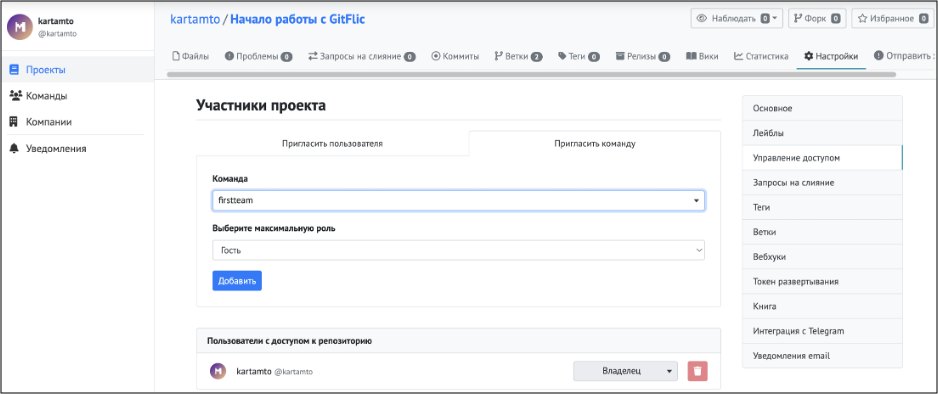 M
kartamto
@kartamto
Проекты
Команды
Компании
Уведомления
kartamto / Начало работы с GitFlic
Наблюдать 0
Форк 0
Избранное 0
Файлы Проблемы 0 Запросы на слияние 0 Коммиты Ветки 2 Теги 0 Релизы 0 Вики Статистика Настройки Отправить
Участники проекта
Пригласить пользователя Пригласить команду
Команда
firstteam
Выберите максимальную роль
Гость
Добавить
Пользователи с доступом к репозиторию
M kartamto @kartamto Владелец
Основное
Лейблы
Управление доступом
Запросы на слияние
Теги
Ветки
Вебхуки
Токен развертывания
Книга
Интеграция с Telegram
Уведомления email